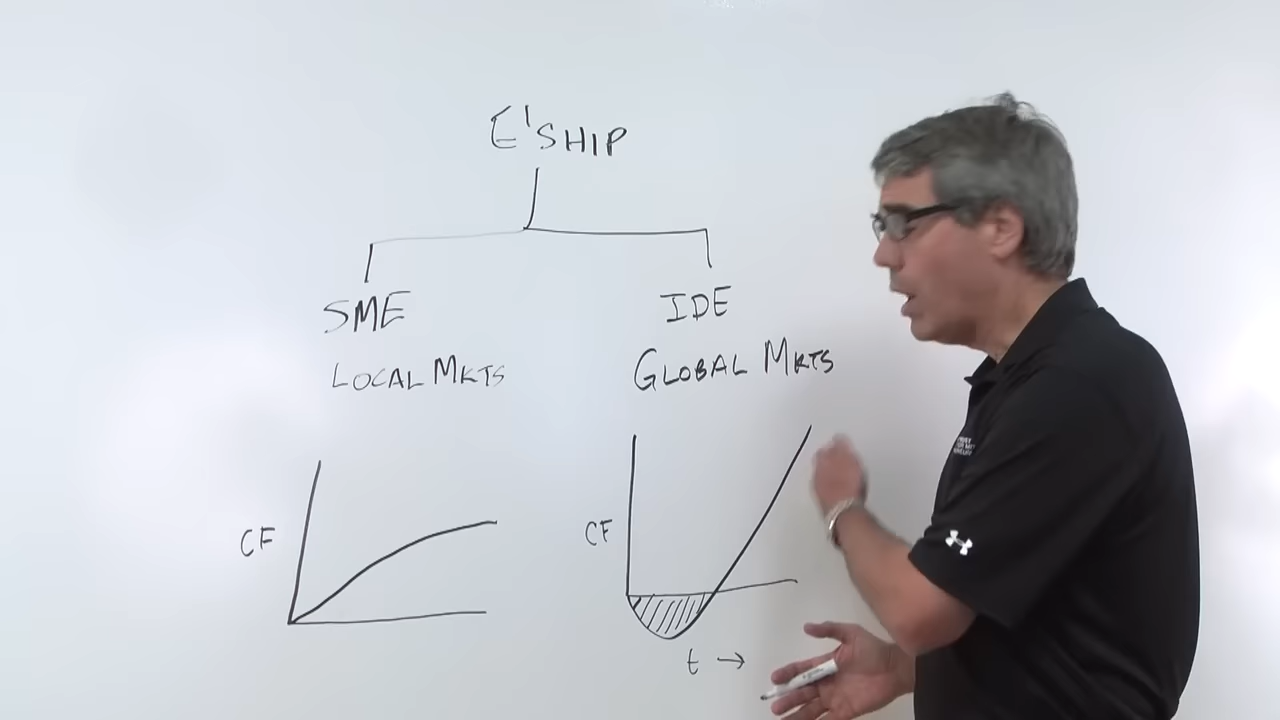 E'SHIP
SME
IDE
LOCAL MKTS
GLOBAL MKTS
CF
CF
t →